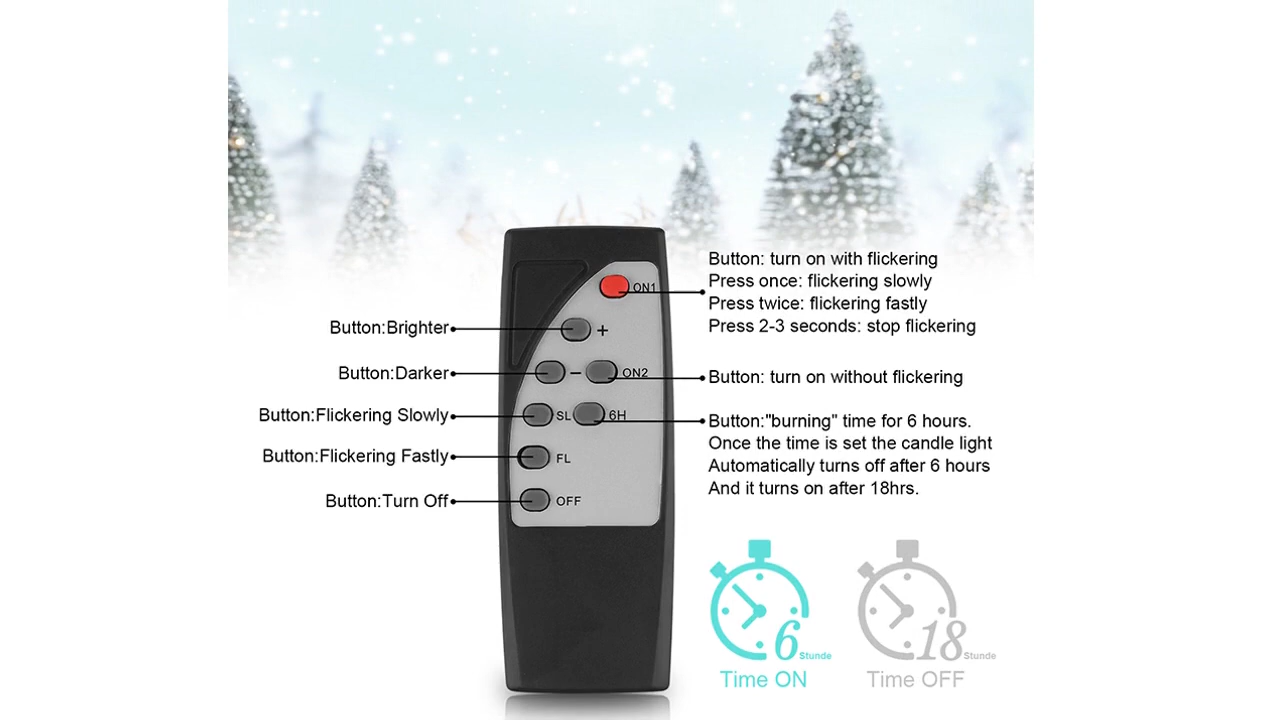 Button: turn on with flickering
Press once: flickering slowly
Press twice: flickering fastly
Press 2-3 seconds: stop flickering
ON1
Button:Brighter
+
Button:Darker
–
ON2
Button: turn on without flickering
Button:Flickering Slowly
SL
6H
Button:"burning" time for 6 hours.
Once the time is set the candle light
Automatically turns off after 6 hours
And it turns on after 18hrs.
Button:Flickering Fastly
FL
Button:Turn Off
OFF
6 Stunde
Time ON
18 Stunde
Time OFF